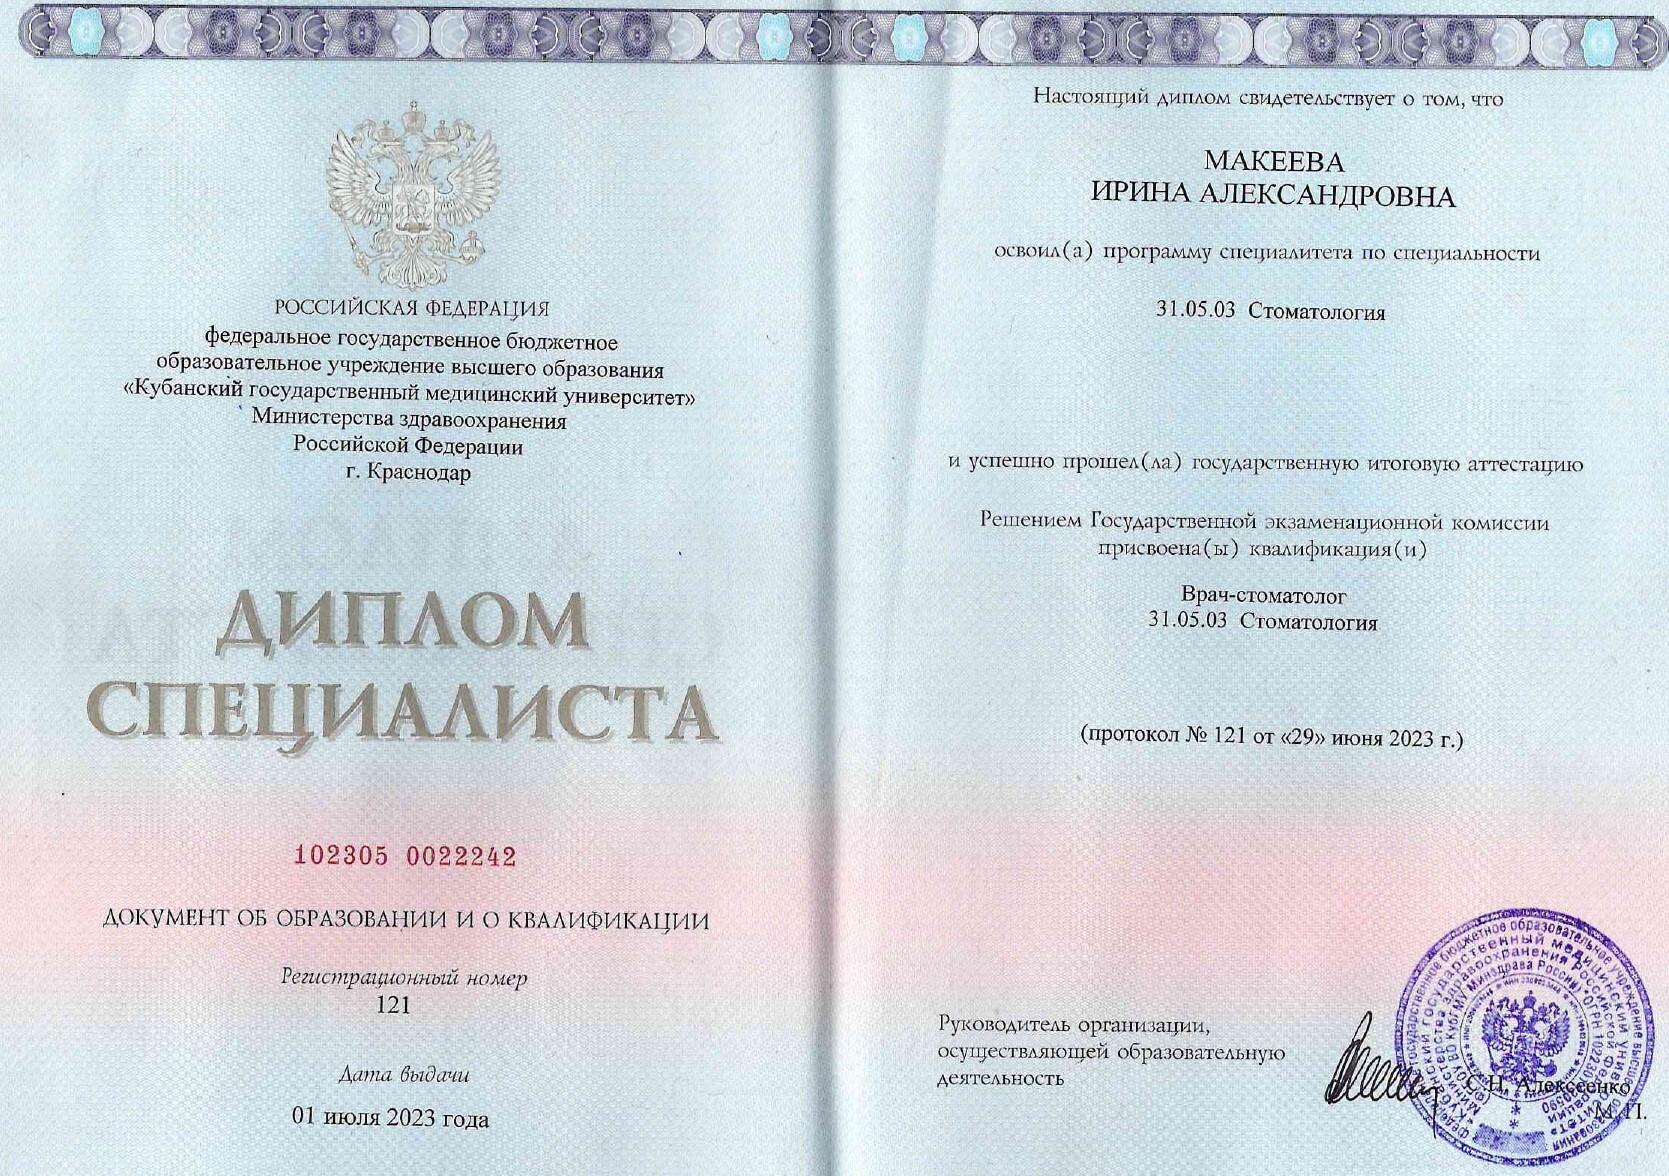 РОССИЙСКАЯ ФЕДЕРАЦИЯ
федеральное государственное бюджетное
образовательное учреждение высшего образования
«Кубанский государственный медицинский университет»
Министерства здравоохранения
Российской Федерации
г. Краснодар
ДИПЛОМ
СПЕЦИАЛИСТА
102305 0022242
ДОКУМЕНТ ОБ ОБРАЗОВАНИИ И О КВАЛИФИКАЦИИ
Регистрационный номер
121
Дата выдачи
01 июля 2023 года
Настоящий диплом свидетельствует о том, что
МАКЕЕВА
ИРИНА АЛЕКСАНДРОВНА
освоил(а) программу специалитета по специальности
31.05.03 Стоматология
и успешно прошел(ла) государственную итоговую аттестацию
Решением Государственной экзаменационной комиссии
присвоена(ы) квалификация(и)
Врач-стоматолог
31.05.03 Стоматология
(протокол № 121 от «29» июня 2023 г.)
Руководитель организации,
осуществляющей образовательную
деятельность
С.Н. Алексеенко
М.П.